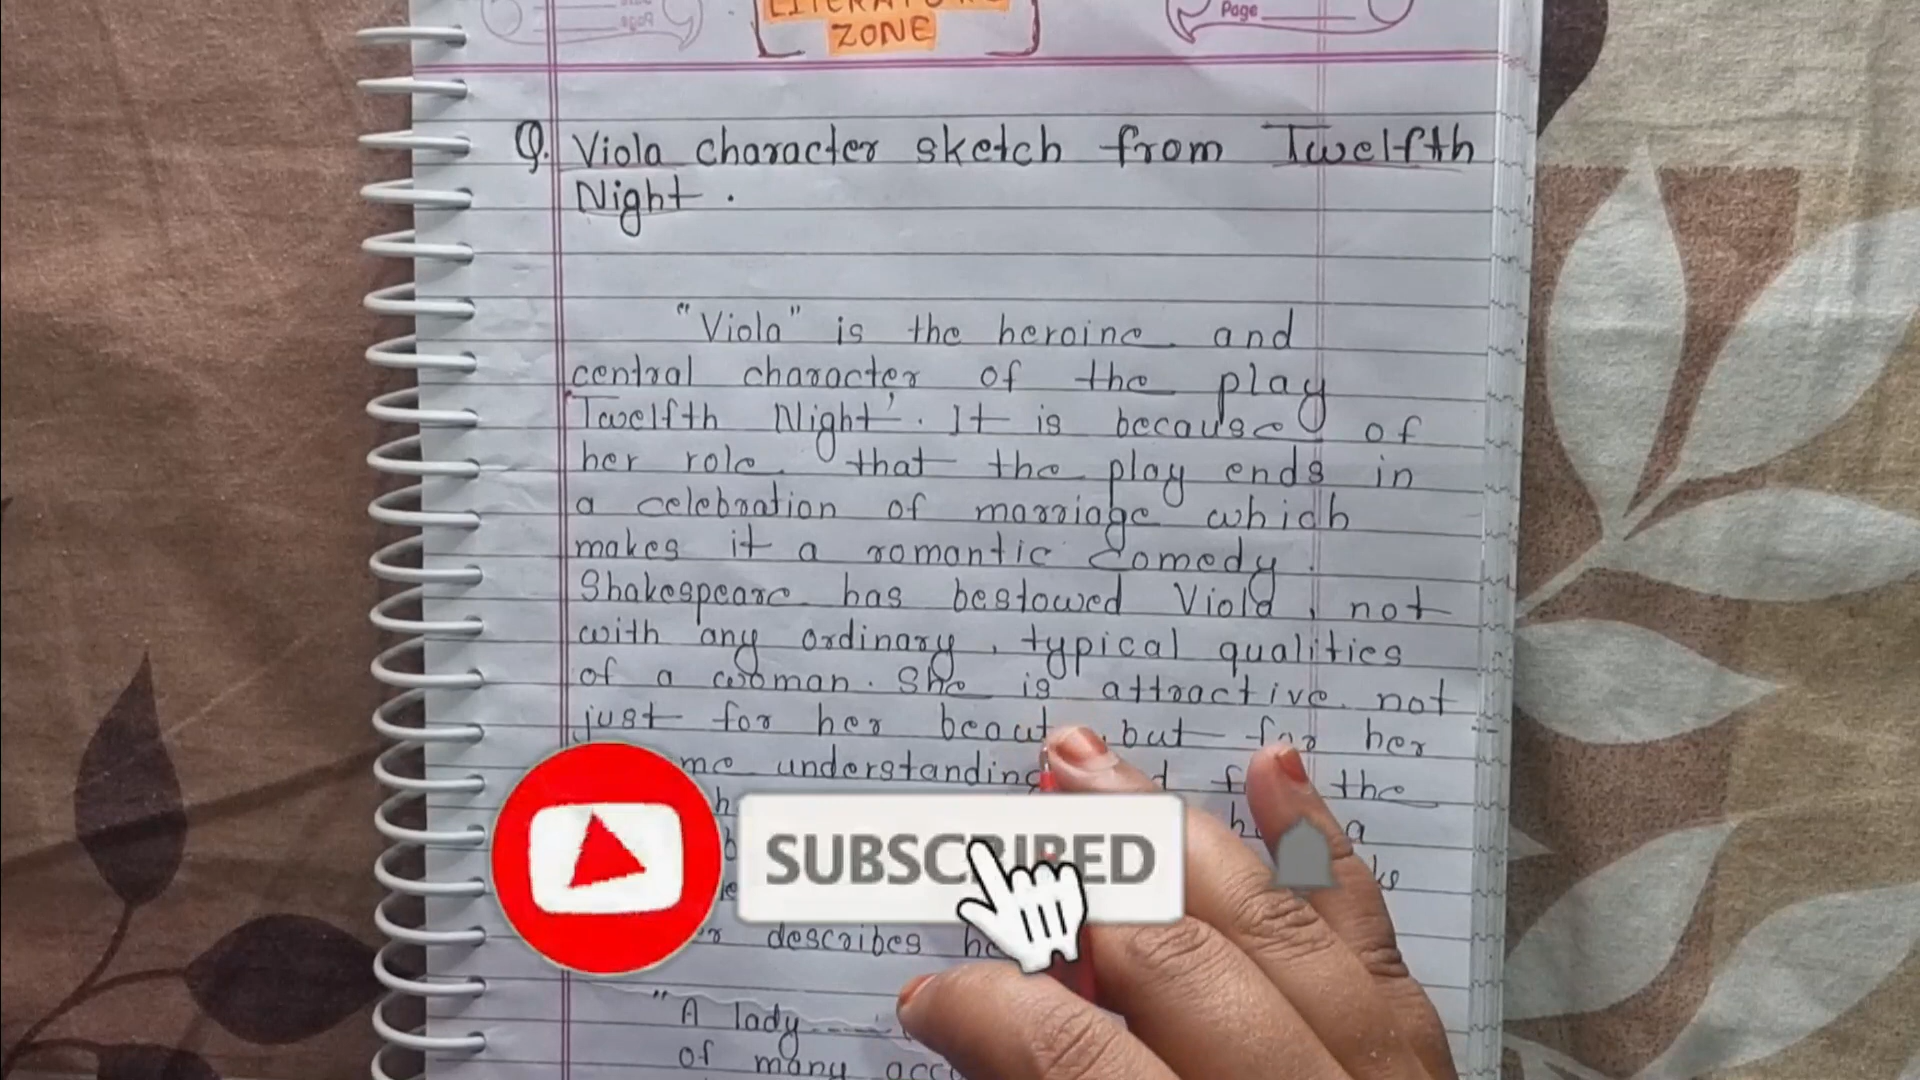 ZONE
Page
Q. Viola character sketch from Twelfth
Night.
"Viola" is the heroine and
central character of the play
Twelfth Night'. It is because of
her role that the play ends in
a celebration of marriage which
makes it a romantic comedy.
Shakespeare has bestowed Viola, not
with any ordinary, typical qualities
of a woman. She is attractive not
just for her but for her
understanding the
a
SUBSCRIBED
describes
"A lady
of many